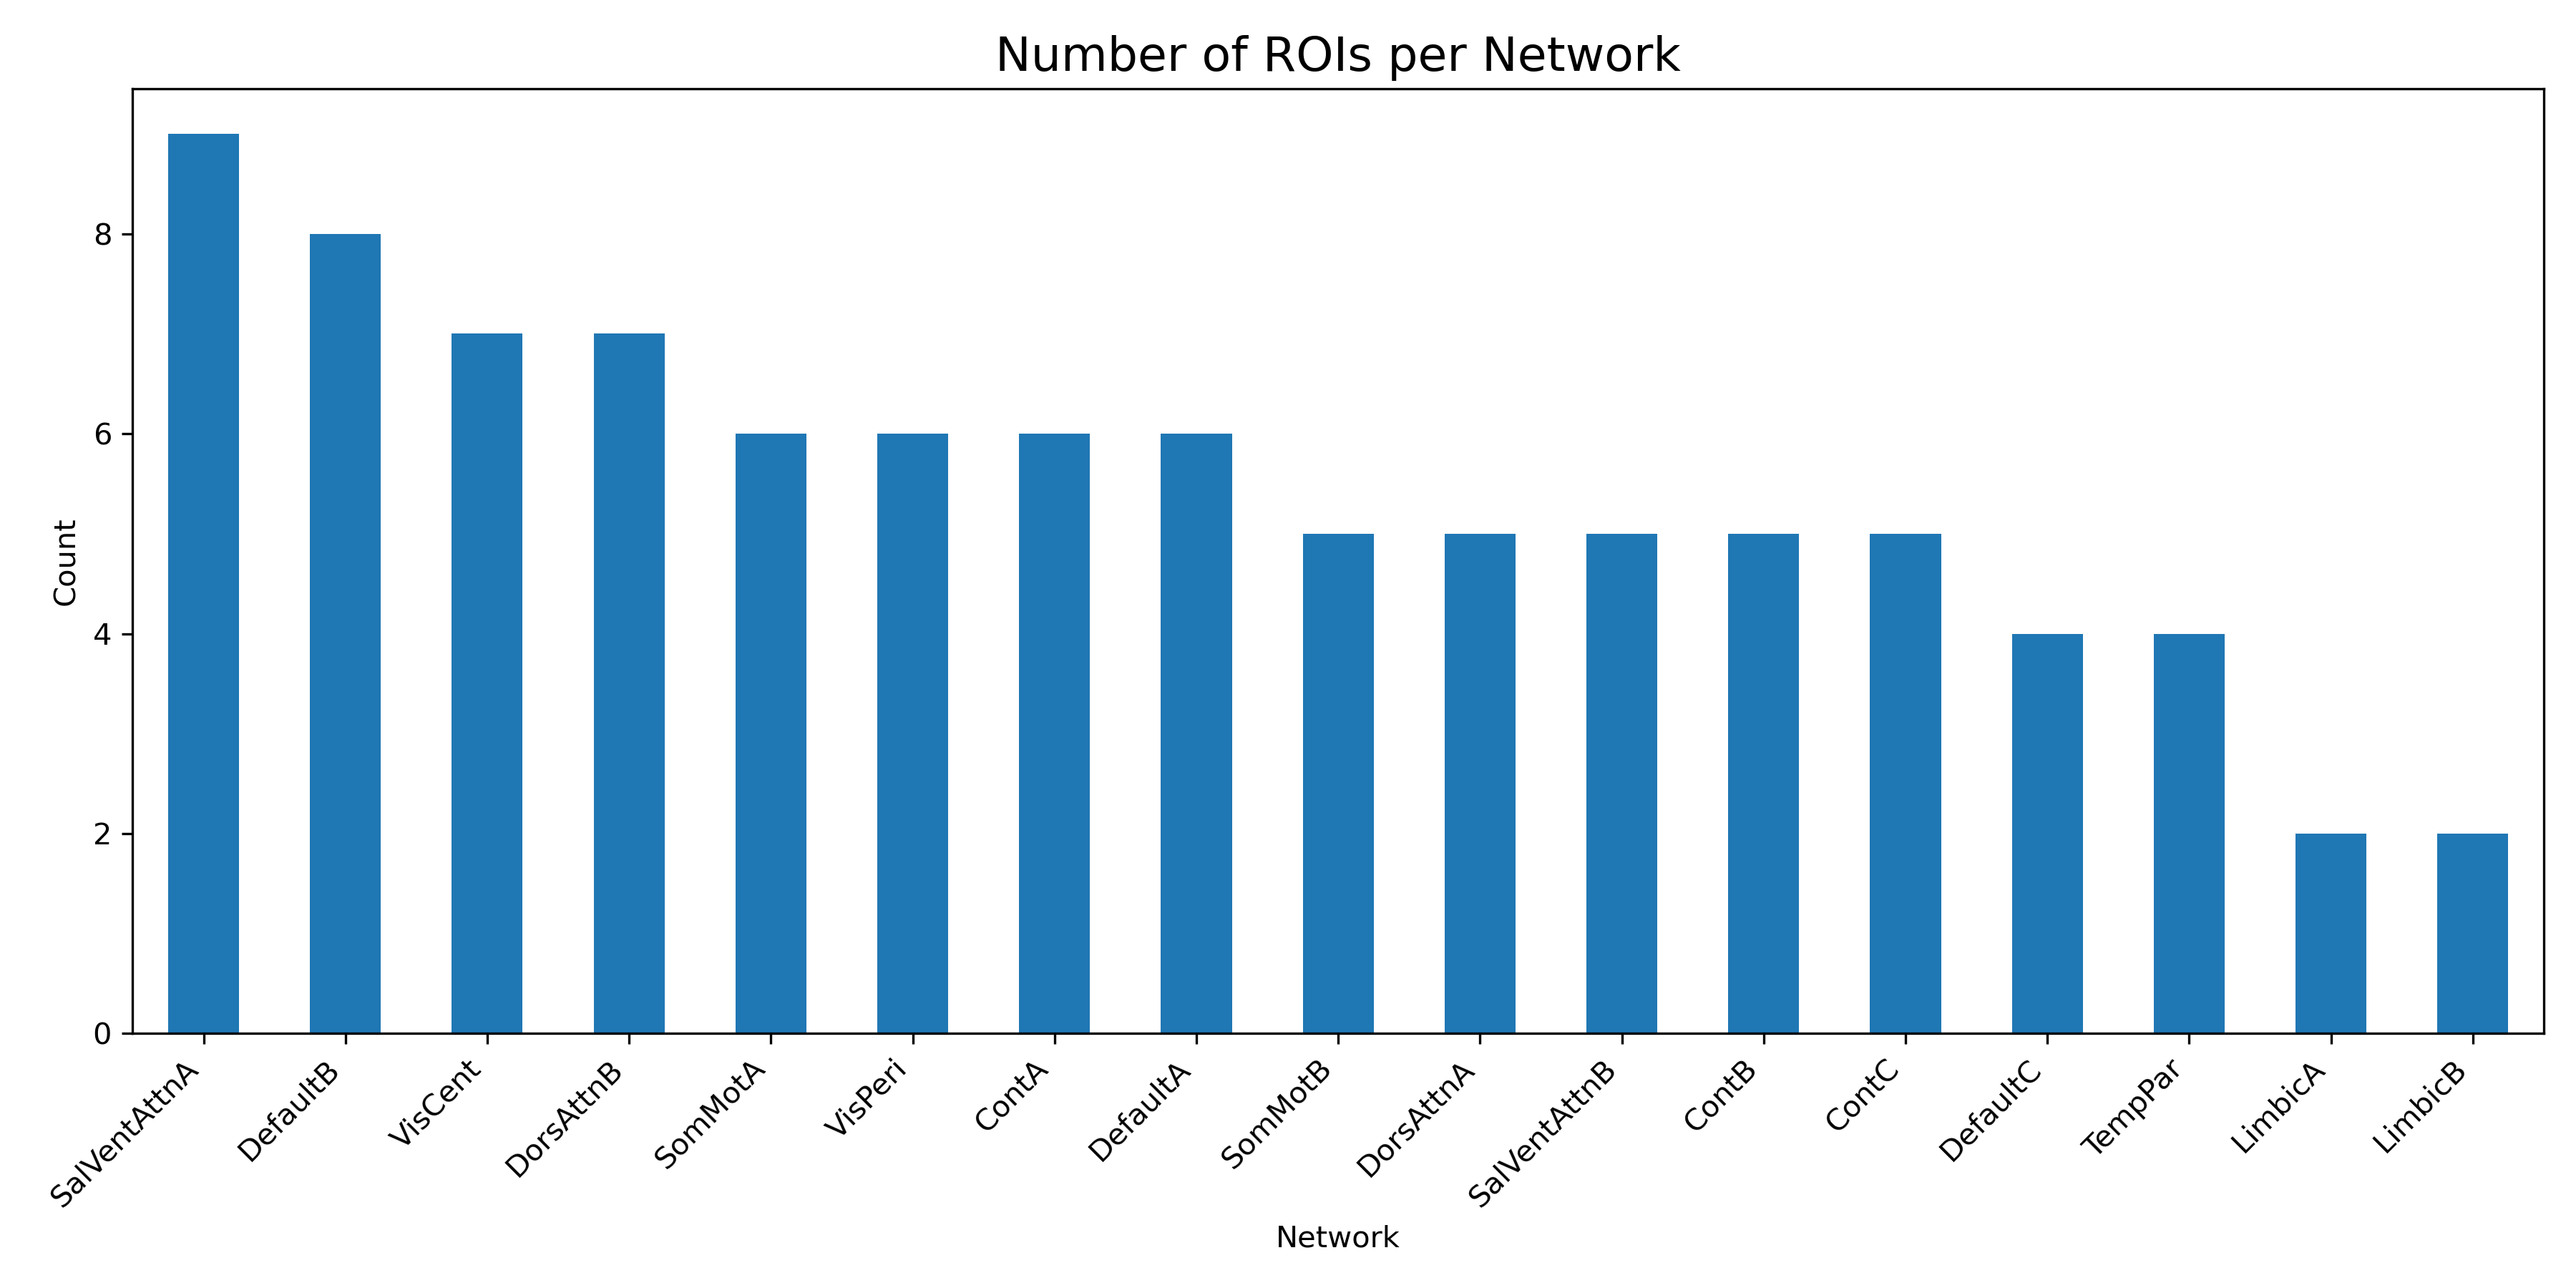 Number of ROIs per Network
Count
8
6
4
2
0
SalVentAttnA
DefaultB
VisCent
DorsAttnB
SomMotA
VisPeri
ContA
DefaultA
SomMotB
DorsAttnA
SalVentAttnB
ContB
ContC
DefaultC
TempPar
LimbicA
LimbicB
Network